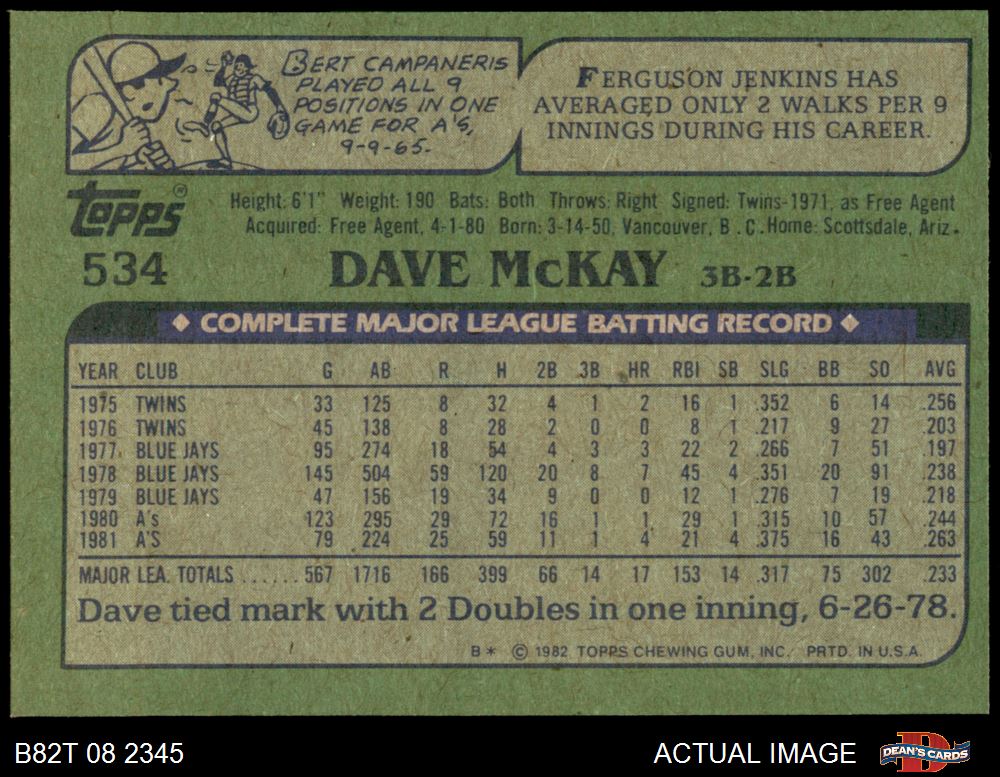 BERT CAMPANERIS
PLAYED ALL 9
POSITIONS IN ONE
GAME FOR A'S,
9-9-65.
FERGUSON JENKINS HAS
AVERAGED ONLY 2 WALKS PER 9
INNINGS DURING HIS CAREER.
Topps®
Height: 6'1" Weight: 190 Bats: Both Throws: Right Signed: Twins-1971, as Free Agent
Acquired: Free Agent, 4-1-80 Born: 3-14-50, Vancouver, B.C. Home: Scottsdale, Ariz.
534 DAVE McKAY 3B-2B
◆ COMPLETE MAJOR LEAGUE BATTING RECORD ◆
YEAR CLUB G AB R H 2B 3B HR RBI SB SLG BB SO AVG
1975 TWINS 33 125 8 32 4 1 2 16 1 .352 6 14 .256
1976 TWINS 45 138 8 28 2 0 0 8 1 .217 9 27 .203
1977 BLUE JAYS 95 274 18 54 4 3 3 22 2 .266 7 51 .197
1978 BLUE JAYS 145 504 59 120 20 8 7 45 4 .351 20 91 .238
1979 BLUE JAYS 47 156 19 34 9 0 0 12 1 .276 7 19 .218
1980 A's 123 295 29 72 16 1 1 29 1 .315 10 57 .244
1981 A'S 79 224 25 59 11 1 4 21 4 .375 16 43 .263
MAJOR LEA. TOTALS ...... 567 1716 166 399 66 14 17 153 14 .317 75 302 .233
Dave tied mark with 2 Doubles in one inning, 6-26-78.
B* © 1982 TOPPS CHEWING GUM, INC. PRTD. IN U.S.A.
B82T 08 2345
ACTUAL IMAGE
DEAN'S CARDS